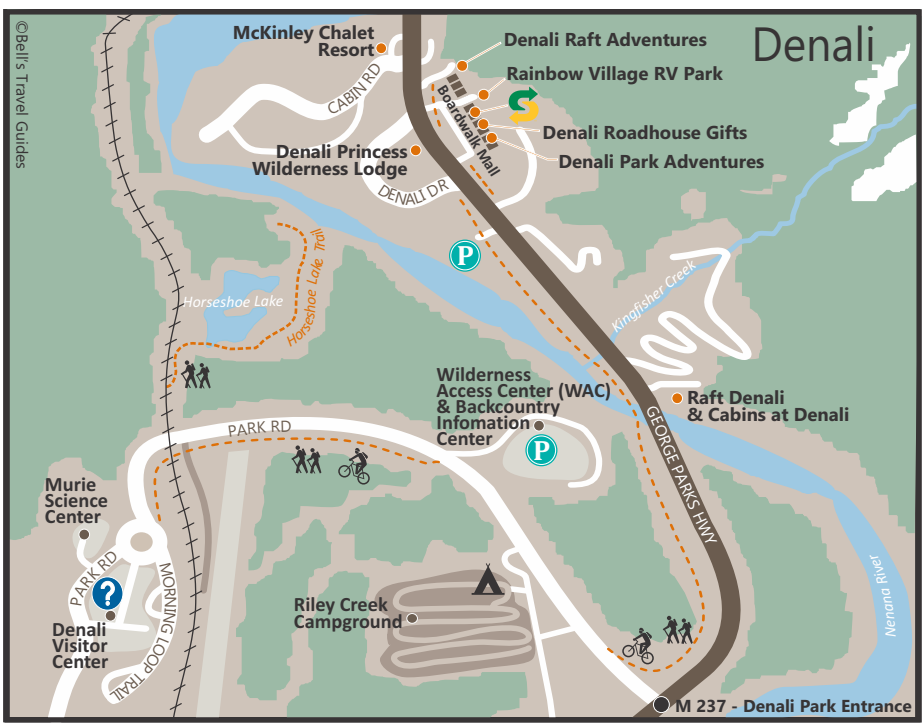 ©Bell's Travel Guides
Denali
McKinley Chalet
Resort
CABIN RD
Denali Raft Adventures
Rainbow Village RV Park
Boardwalk Mall
Denali Roadhouse Gifts
Denali Park Adventures
Denali Princess
Wilderness Lodge
DENALI DR
P
Horseshoe Lake Trail
Horseshoe Lake
Kingfisher Creek
Wilderness
Access Center (WAC)
& Backcountry
Infomation
Center
P
Raft Denali
& Cabins at Denali
GEORGE PARKS HWY
PARK RD
Murie
Science
Center
PARK RD
?
MORNING LOOP TRAIL
Denali
Visitor
Center
Riley Creek
Campground
Nenana River
M 237 - Denali Park Entrance